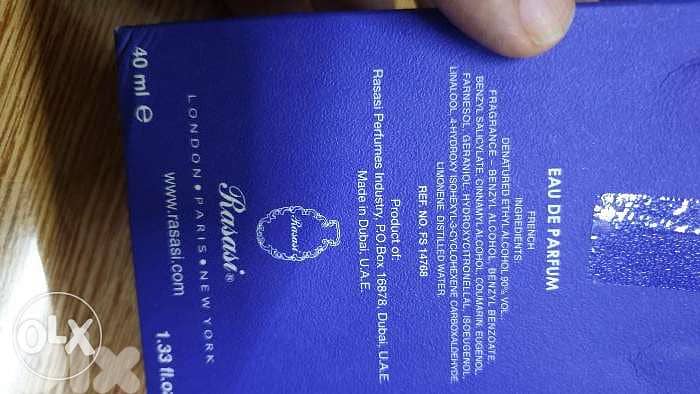 EAU DE PARFUM
FRENCH
INGREDIENTS:
DENATURED ETHYL ALCOHOL 90% VOL.
FRAGRANCE - BENZYL ALCOHOL, BENZYL BENZOATE,
BENZYL SALICYLATE, CINNAMYL ALCOHOL, COUMARIN, EUGENOL,
FARNESOL, GERANIOL, HYDROXYCITRONELLAL, ISOEUGENOL,
LINALOOL, 4-HYDROXY ISOHEXYL-3-CYCLOHEXENE CARBOXALDEHYDE,
LIMONENE, DISTILLED WATER
REF. NO. FS 14768
Product of:
Rasasi Perfumes Industry, P.O.Box 16878, Dubai, U.A.E.
Made in Dubai, U.A.E.
Rasasi
Rasasi®
LONDON • PARIS • NEW YORK
www.rasasi.com
40 ml e 1.33 fl.oz
OLX